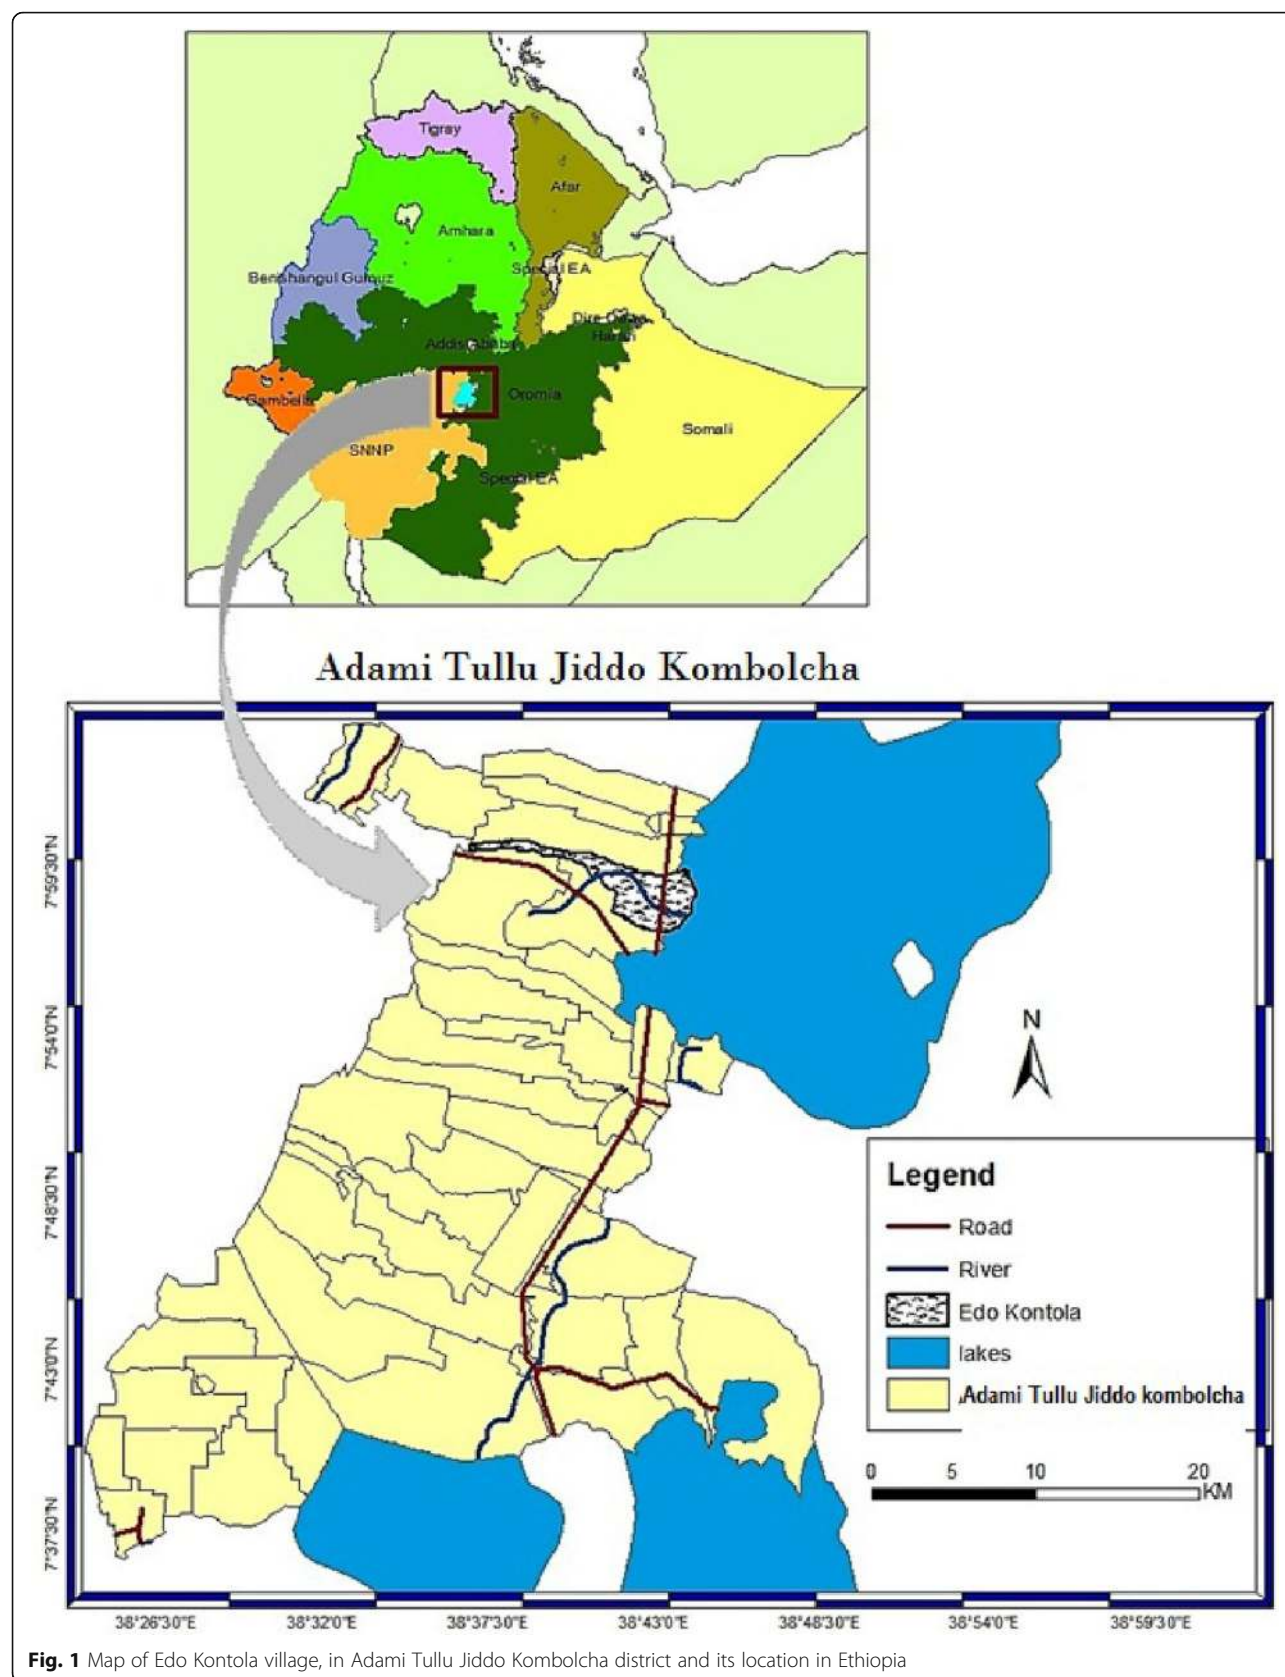 Tigray
Afar
Amhara
Special EA
Benishangul Gumuz
Dire Dawa
Harari
Addis Ababa
Gambella
Oromia
Somali
SNNP
Special EA
Adami Tullu Jiddo Kombolcha
7°59'30"N
7°54'0"N
7°48'30"N
7°43'0"N
7°37'30"N
N
Legend
Road
River
Edo Kontola
lakes
Adami Tullu Jiddo kombolcha
0 5 10 20
KM
38°26'30"E 38°32'0"E 38°37'30"E 38°43'0"E 38°48'30"E 38°54'0"E 38°59'30"E
Fig. 1 Map of Edo Kontola village, in Adami Tullu Jiddo Kombolcha district and its location in Ethiopia